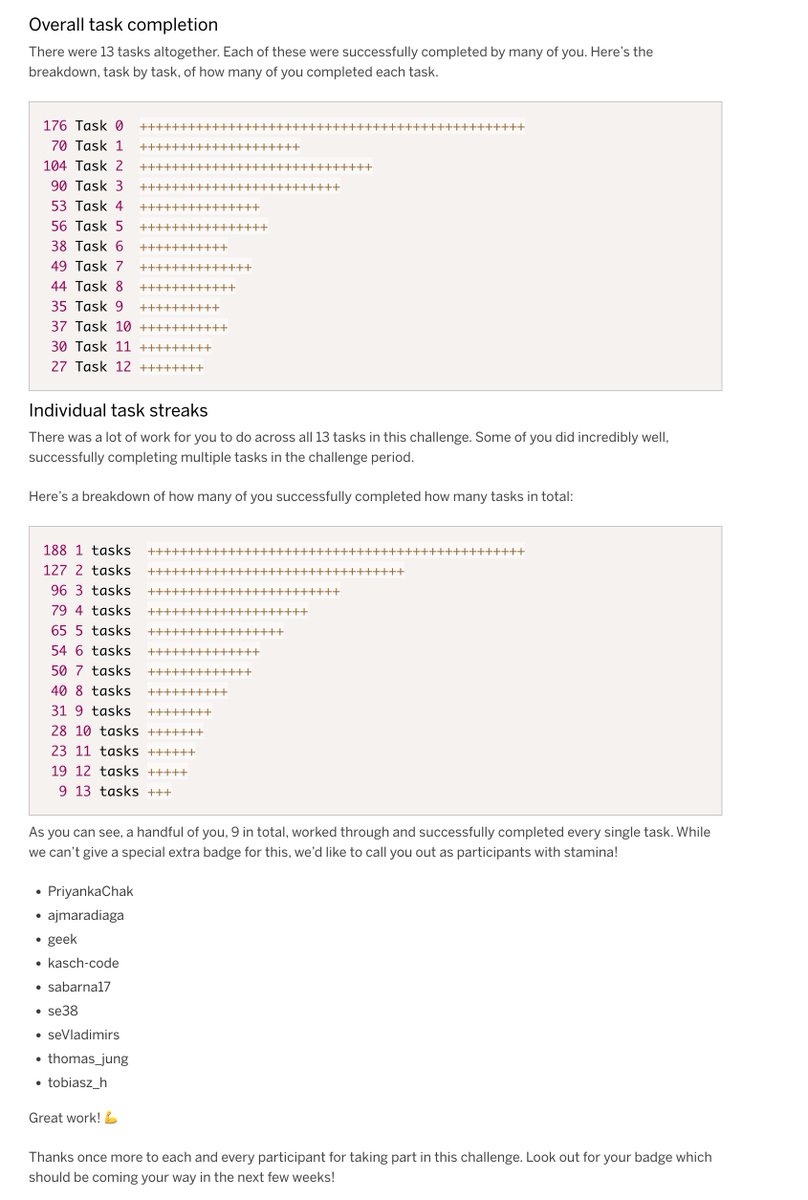 Overall task completion
There were 13 tasks altogether. Each of these were successfully completed by many of you. Here's the
breakdown, task by task, of how many of you completed each task.
176 Task 0 ++++++++++++++++++++++++++++++++++++++++++++++++
70 Task 1 ++++++++++++++++++++
104 Task 2 +++++++++++++++++++++++++++++
90 Task 3 +++++++++++++++++++++++++
53 Task 4 +++++++++++++++
56 Task 5 ++++++++++++++++
38 Task 6 +++++++++++
49 Task 7 ++++++++++++++
44 Task 8 ++++++++++++
35 Task 9 ++++++++++
37 Task 10 +++++++++++
30 Task 11 +++++++++
27 Task 12 ++++++++
Individual task streaks
There was a lot of work for you to do across all 13 tasks in this challenge. Some of you did incredibly well,
successfully completing multiple tasks in the challenge period.
Here's a breakdown of how many of you successfully completed how many tasks in total:
188 1 tasks +++++++++++++++++++++++++++++++++++++++++++++++
127 2 tasks ++++++++++++++++++++++++++++++++
96 3 tasks ++++++++++++++++++++++++
79 4 tasks ++++++++++++++++++++
65 5 tasks +++++++++++++++++
54 6 tasks ++++++++++++++
50 7 tasks +++++++++++++
40 8 tasks ++++++++++
31 9 tasks ++++++++
28 10 tasks +++++++
23 11 tasks ++++++
19 12 tasks +++++
9 13 tasks +++
As you can see, a handful of you, 9 in total, worked through and successfully completed every single task. While
we can't give a special extra badge for this, we'd like to call you out as participants with stamina!
• PriyankaChak
• ajmaradiaga
• geek
• kasch-code
• sabarna17
• se38
• seVladimirs
• thomas_jung
• tobiasz_h
Great work! 💪
Thanks once more to each and every participant for taking part in this challenge. Look out for your badge which
should be coming your way in the next few weeks!